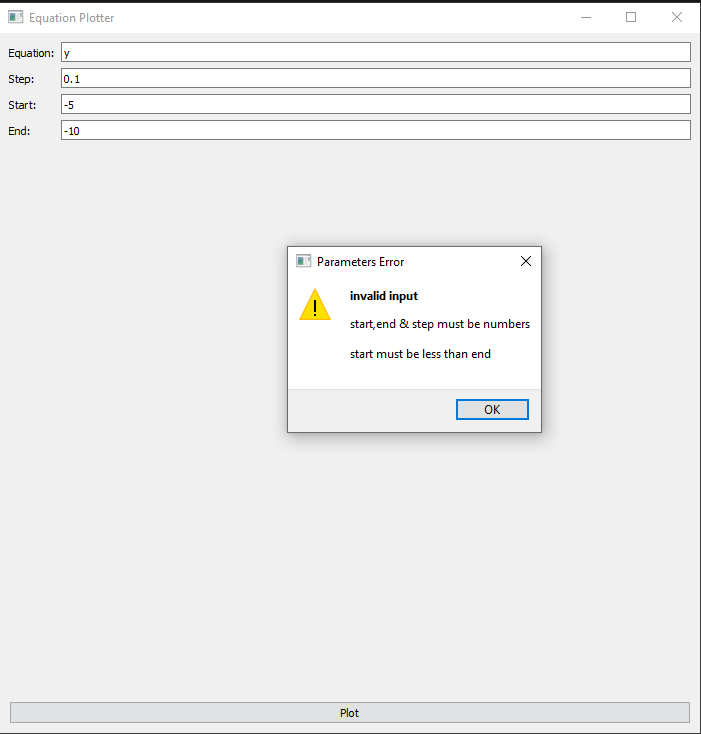 Equation Plotter
Equation: y
Step: 0.1
Start: -5
End: -10
Parameters Error
invalid input
start,end & step must be numbers
start must be less than end
OK
Plot